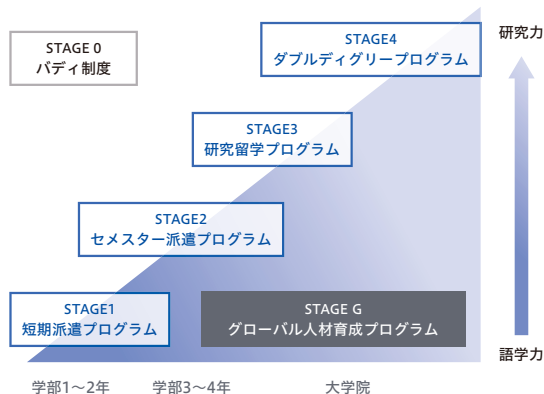 STAGE 0
バディ制度
STAGE4
ダブルディグリープログラム
研究力
STAGE3
研究留学プログラム
STAGE2
セメスター派遣プログラム
STAGE1
短期派遣プログラム
STAGE G
グローバル人材育成プログラム
語学力
学部1～2年
学部3～4年
大学院